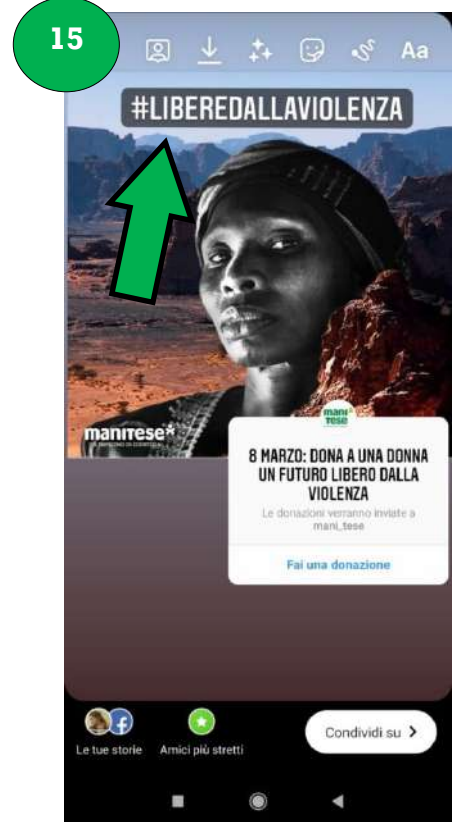 15
Aa
#LIBEREDALLAVIOLENZA
manitese*
mani
tese
8 MARZO: DONA A UNA DONNA
UN FUTURO LIBERO DALLA
VIOLENZA
Le donazioni verranno inviate a
mani_tese
Fai una donazione
Le tue storie
Amici più stretti
Condividi su